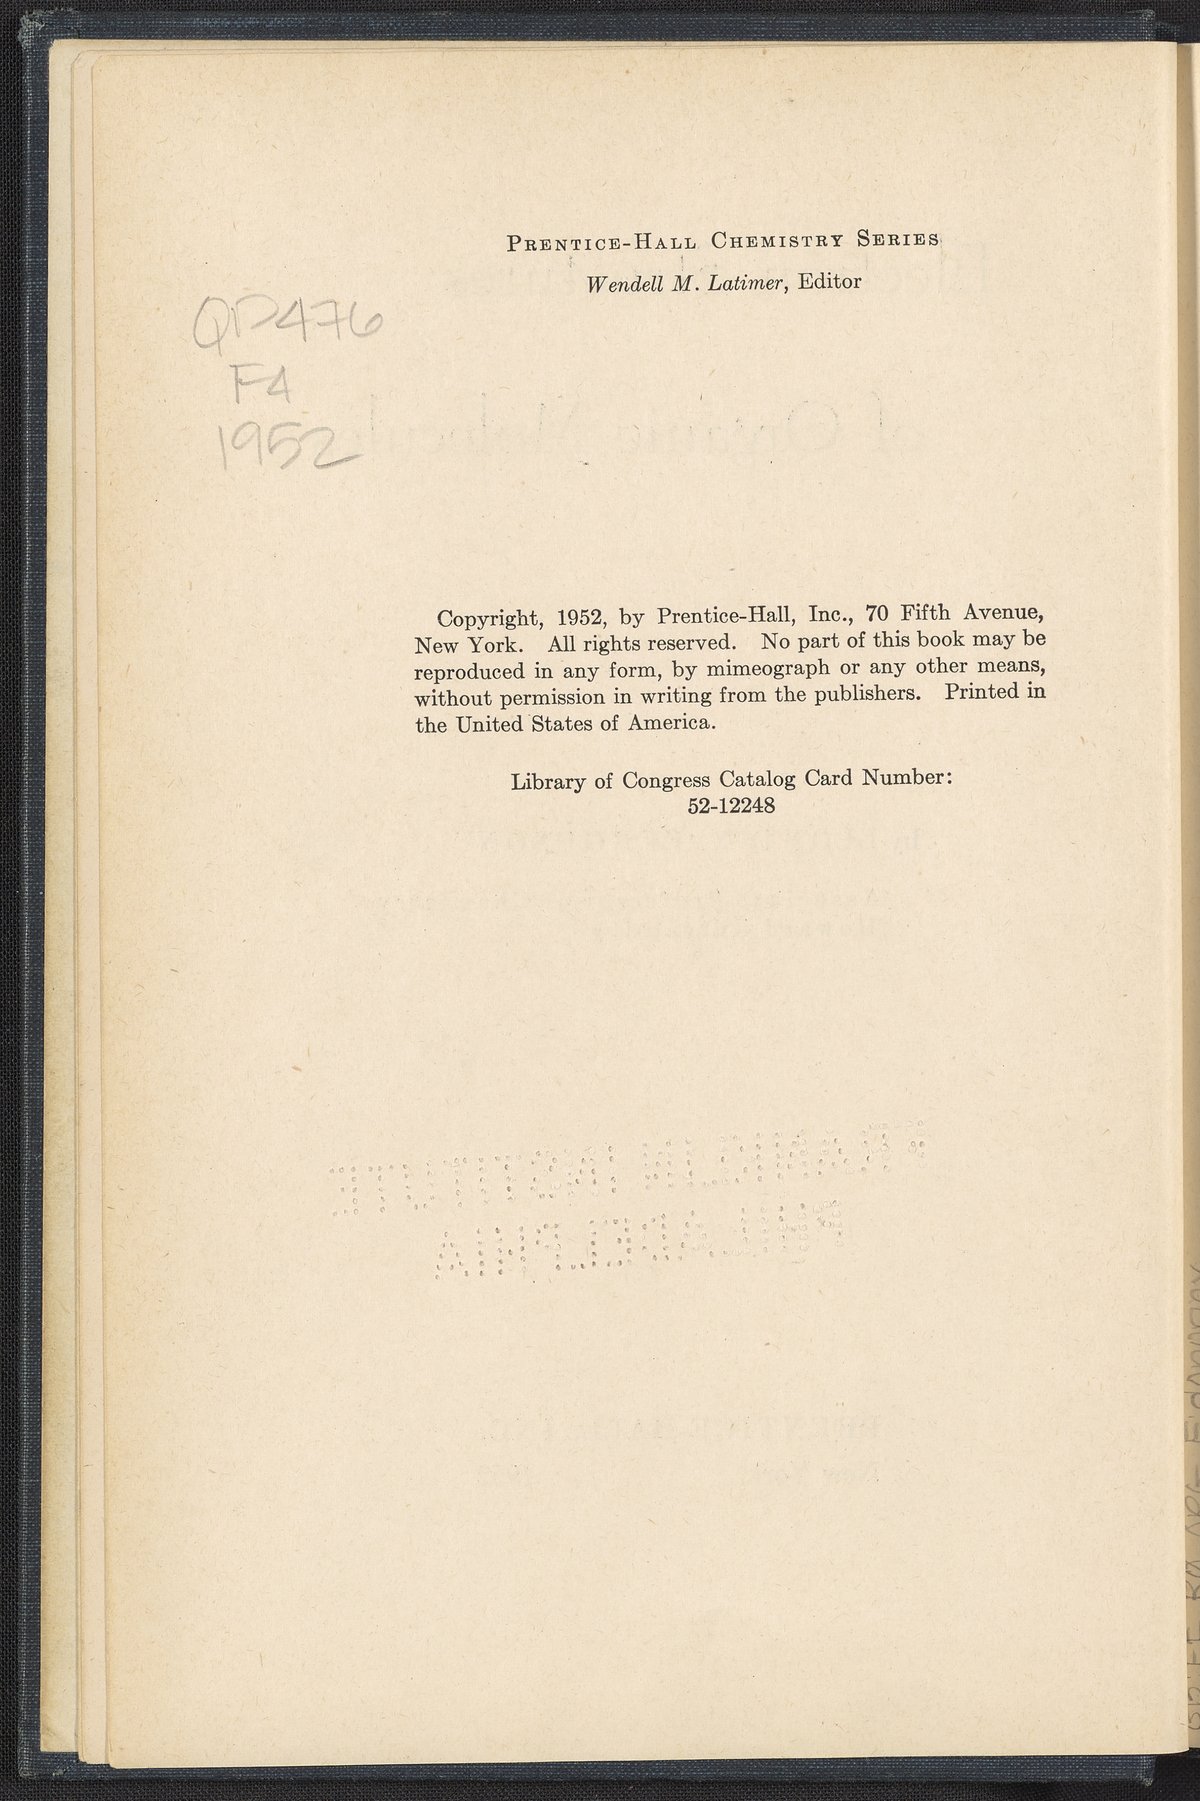 PRENTICE-HALL CHEMISTRY SERIES
Wendell M. Latimer, Editor
QD476
F4
1952
Copyright, 1952, by Prentice-Hall, Inc., 70 Fifth Avenue,
New York. All rights reserved. No part of this book may be
reproduced in any form, by mimeograph or any other means,
without permission in writing from the publishers. Printed in
the United States of America.
Library of Congress Catalog Card Number:
52-12248